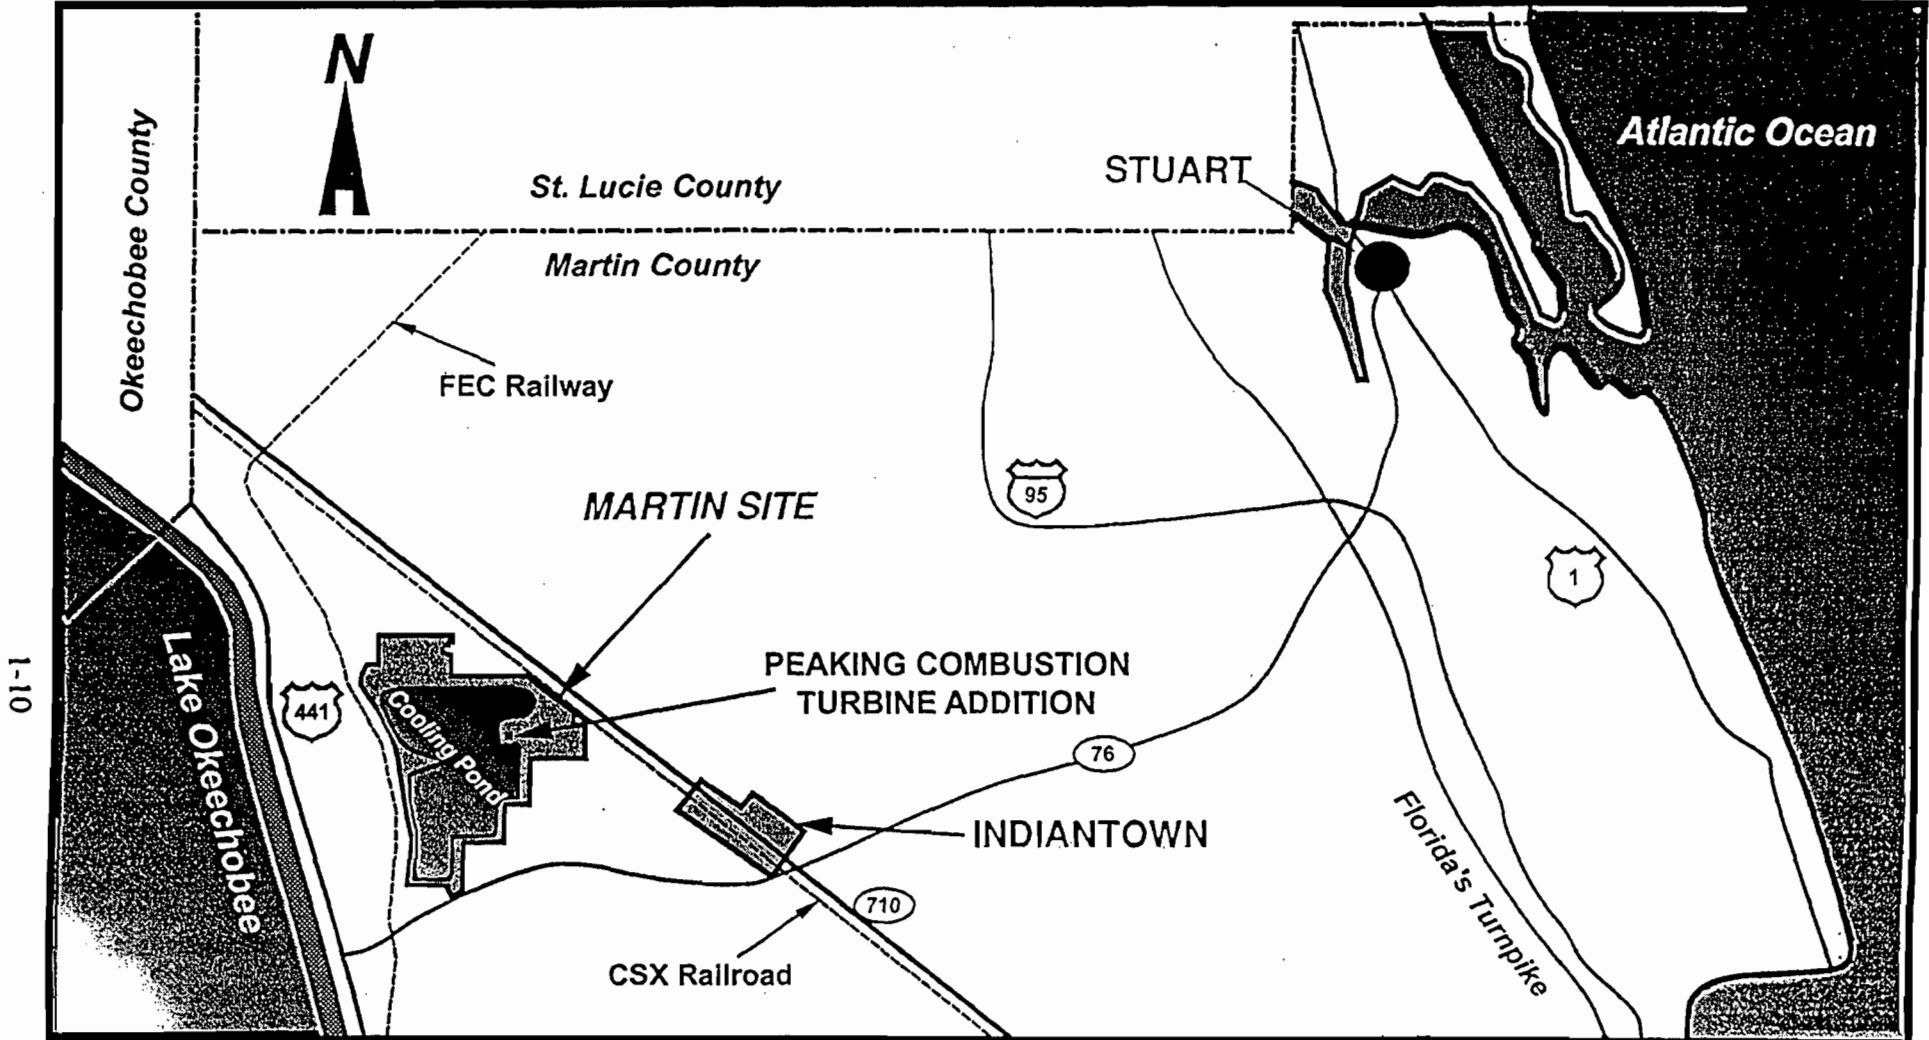 N
Okeechobee County
St. Lucie County
STUART
Atlantic Ocean
Martin County
FEC Railway
MARTIN SITE
95
1
PEAKING COMBUSTION
TURBINE ADDITION
441
Cooling Pond
Lake Okeechobee
76
INDIANTOWN
710
CSX Railroad
Florida's Turnpike
1-10